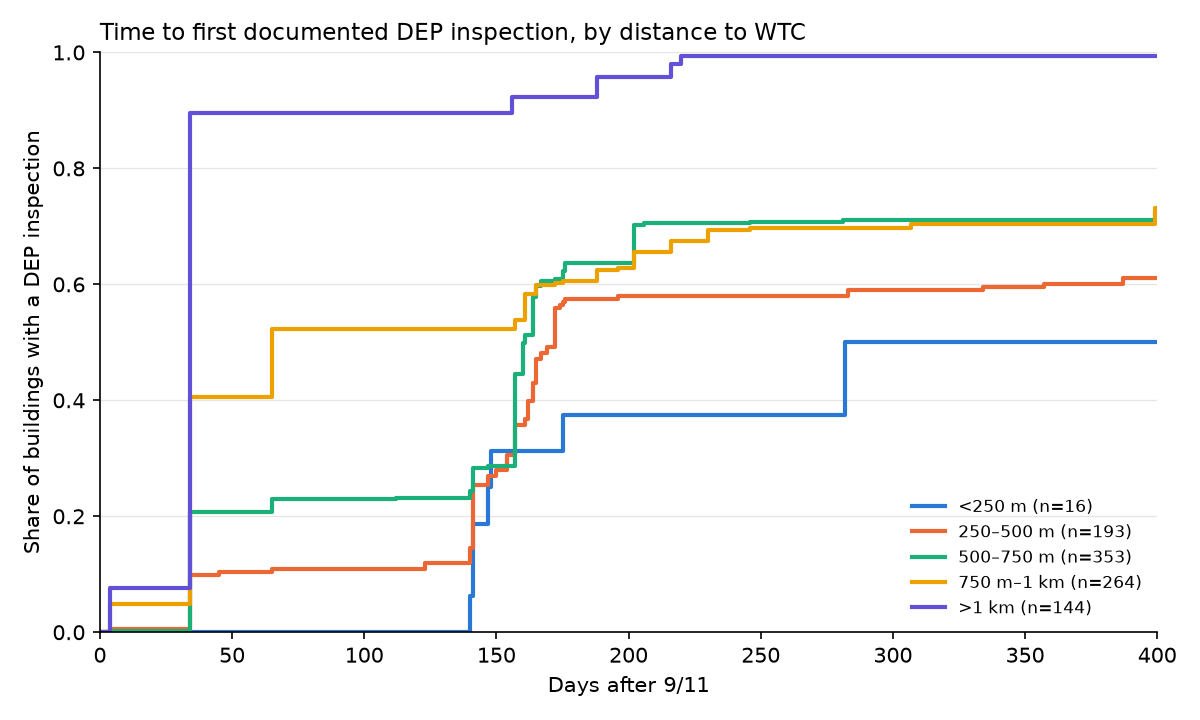 Time to first documented DEP inspection, by distance to WTC
Share of buildings with a DEP inspection
1.0
0.8
0.6
0.4
0.2
0.0
0 50 100 150 200 250 300 350 400
Days after 9/11
<250 m (n=16)
250–500 m (n=193)
500–750 m (n=353)
750 m–1 km (n=264)
>1 km (n=144)